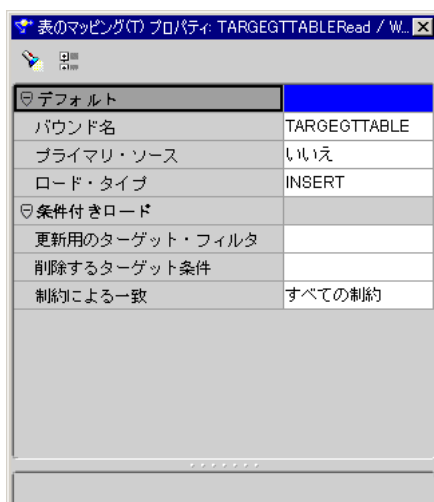 表のマッピング(T) プロパティ: TARGEGTTABLERead / W...
デフォルト
バウンド名 TARGEGTTABLE
プライマリ・ソース いいえ
ロード・タイプ INSERT
条件付きロード
更新用のターゲット・フィルタ
削除するターゲット条件
制約による一致 すべての制約